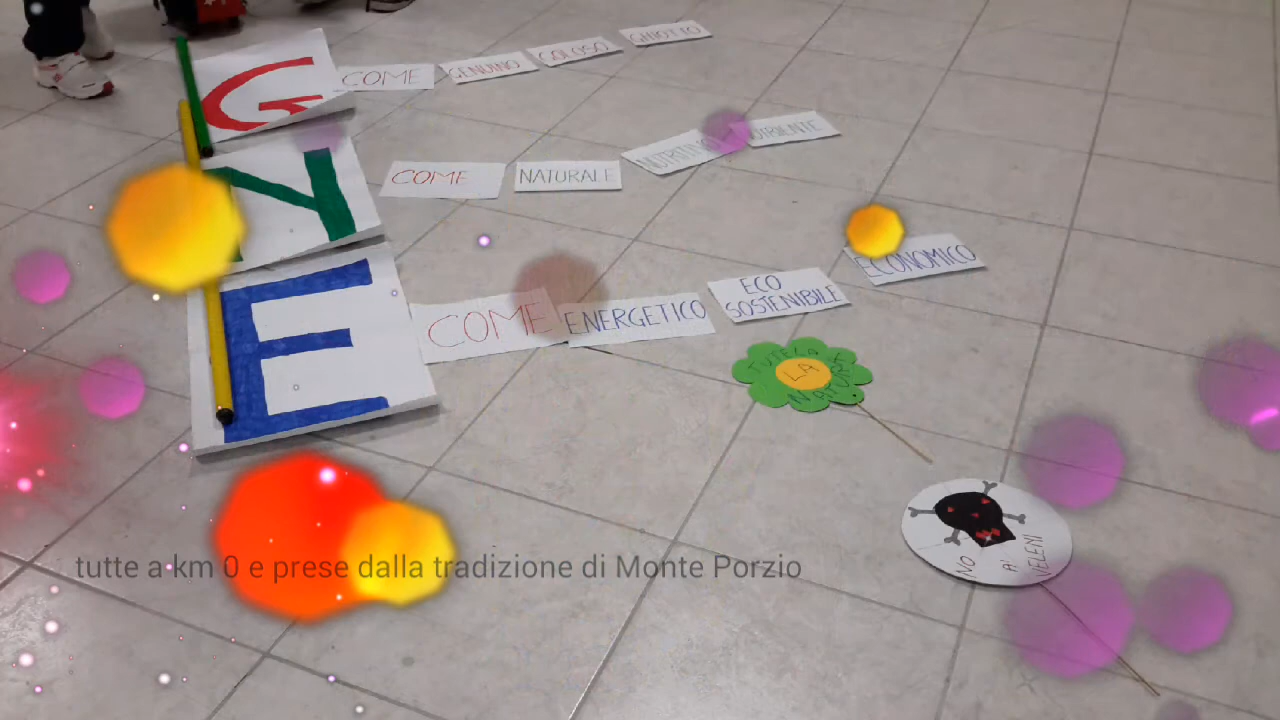 G COME GENUINO GOLOSO GHIOTTO
N COME NATURALE NUTRITIVO NUTRIENTE
E COME ENERGETICO ECO SOSTENIBILE ECONOMICO
TUTELA
LA
NATURA
NO AI VELENI
tutte a km 0 e prese dalla tradizione di Monte Porzio